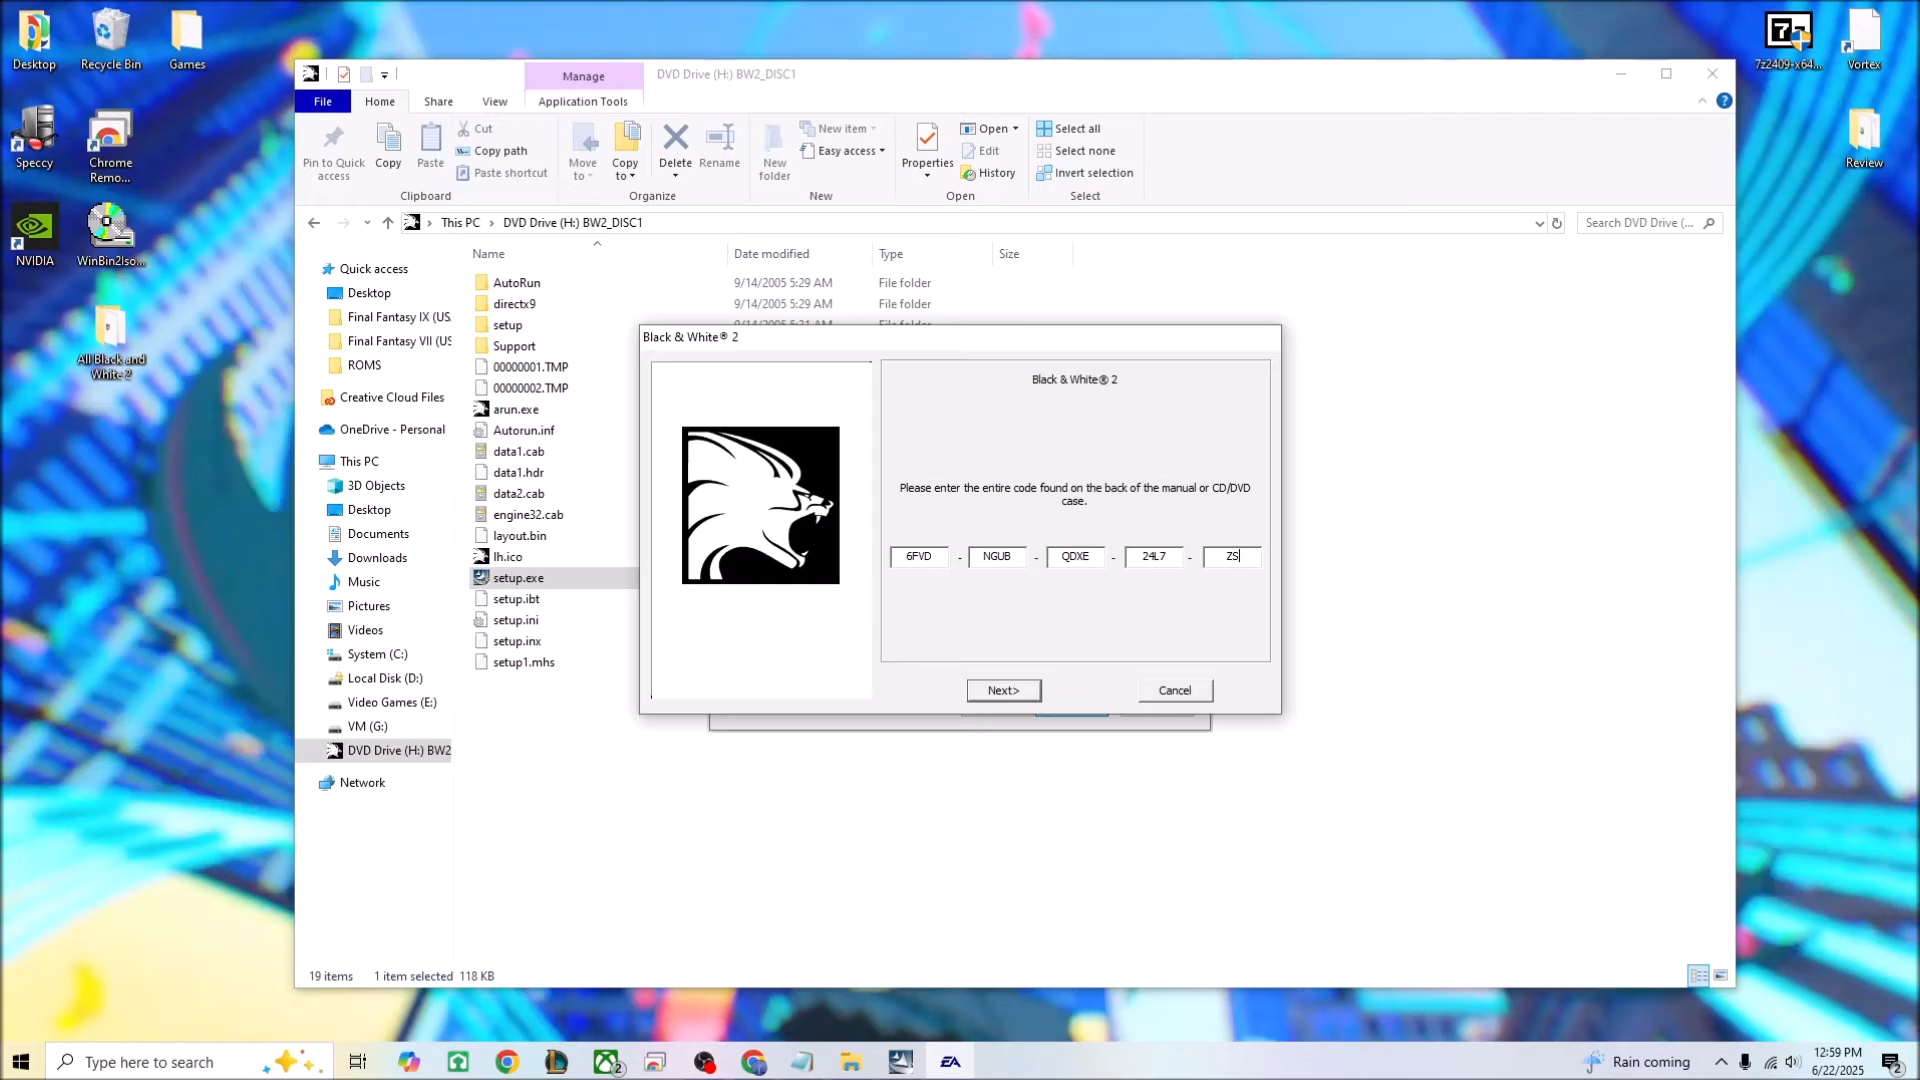 Desktop
Recycle Bin
Games
Speccy
Chrome
Remo...
NVIDIA
WinBin2Iso...
All Black and
White 2
7z2409-x64...
Vortex
Review
Manage
DVD Drive (H:) BW2_DISC1
File
Home
Share
View
Application Tools
Pin to Quick
access
Copy
Paste
Cut
Copy path
Paste shortcut
Clipboard
Move
to
Copy
to
Delete
Rename
Organize
New
folder
New item
Easy access
New
Properties
Open
Edit
History
Open
Select all
Select none
Invert selection
Select
This PC
DVD Drive (H:) BW2_DISC1
Search DVD Drive (...
Name
Date modified
Type
Size
Quick access
Desktop
Final Fantasy IX (US
Final Fantasy VII (US
ROMS
Creative Cloud Files
OneDrive - Personal
This PC
3D Objects
Desktop
Documents
Downloads
Music
Pictures
Videos
System (C:)
Local Disk (D:)
Video Games (E:)
VM (G:)
DVD Drive (H:) BW2
Network
AutoRun 9/14/2005 5:29 AM File folder
directx9 9/14/2005 5:29 AM File folder
setup 9/14/2005 5:31 AM File folder
Support
00000001.TMP
00000002.TMP
arun.exe
Autorun.inf
data1.cab
data1.hdr
data2.cab
engine32.cab
layout.bin
lh.ico
setup.exe
setup.ibt
setup.ini
setup.inx
setup1.mhs
Black & White® 2
Black & White® 2
Please enter the entire code found on the back of the manual or CD/DVD
case.
6FVD - NGUB - QDXE - 24L7 - ZS
Next>
Cancel
19 items 1 item selected 118 KB
Type here to search
2
EA
Rain coming
12:59 PM
6/22/2025
2